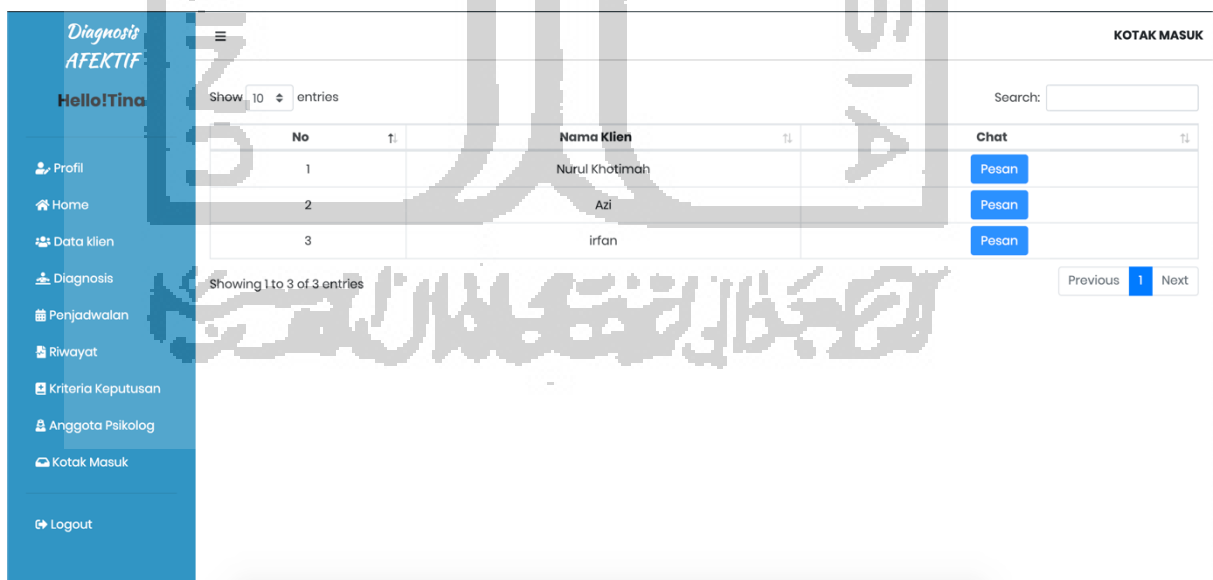 Diagnosis
AFEKTIF
Hello!Tina
Profil
Home
Data klien
Diagnosis
Penjadwalan
Riwayat
Kriteria Keputusan
Anggota Psikolog
Kotak Masuk
Logout
KOTAK MASUK
Show 10 entries Search:
No Nama Klien Chat
1 Nurul Khotimah Pesan
2 Azi Pesan
3 irfan Pesan
Showing 1 to 3 of 3 entries Previous 1 Next